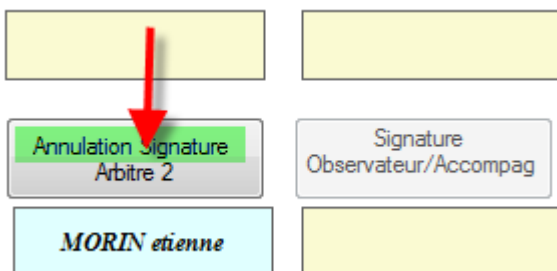 Annulation Signature
Arbitre 2
Signature
Observateur/Accompag
MORIN etienne